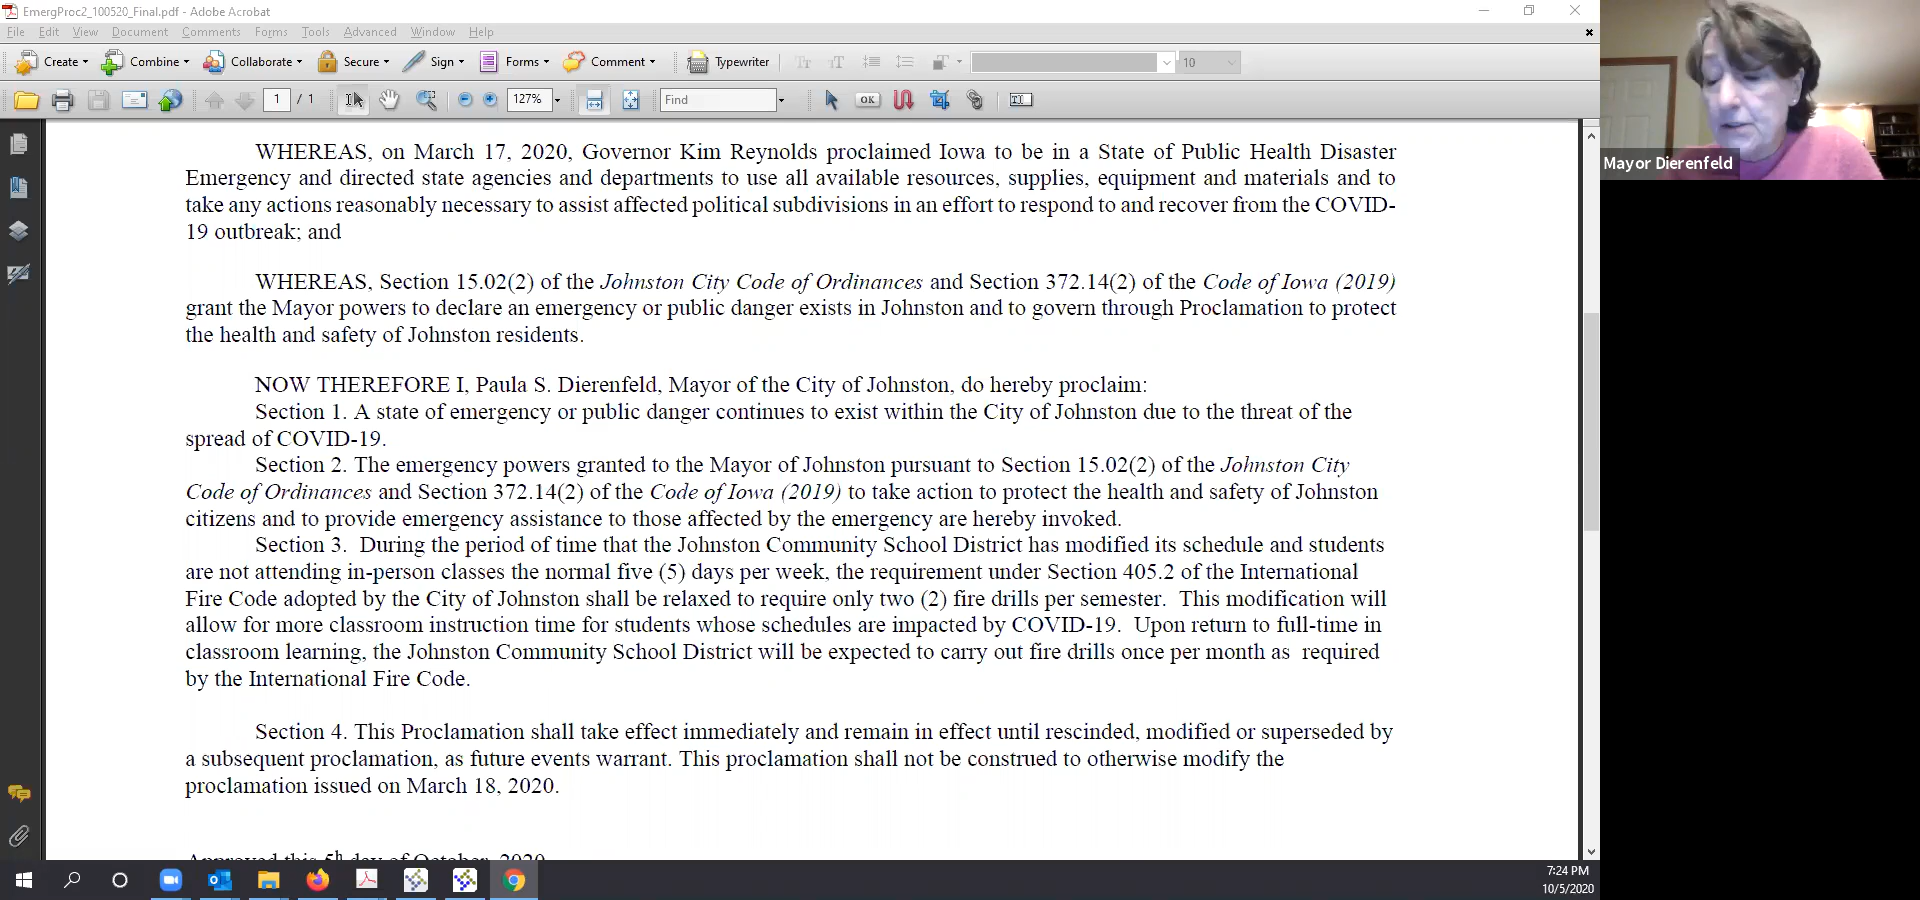 EmergProc2_100520_Final.pdf - Adobe Acrobat
File Edit View Document Comments Forms Tools Advanced Window Help
Create Combine Collaborate Secure Sign Forms Comment Typewriter 10
1 / 1 127% Find OK
WHEREAS, on March 17, 2020, Governor Kim Reynolds proclaimed Iowa to be in a State of Public Health Disaster
Emergency and directed state agencies and departments to use all available resources, supplies, equipment and materials and to
take any actions reasonably necessary to assist affected political subdivisions in an effort to respond to and recover from the COVID-
19 outbreak; and
WHEREAS, Section 15.02(2) of the Johnston City Code of Ordinances and Section 372.14(2) of the Code of Iowa (2019)
grant the Mayor powers to declare an emergency or public danger exists in Johnston and to govern through Proclamation to protect
the health and safety of Johnston residents.
NOW THEREFORE I, Paula S. Dierenfeld, Mayor of the City of Johnston, do hereby proclaim:
Section 1. A state of emergency or public danger continues to exist within the City of Johnston due to the threat of the
spread of COVID-19.
Section 2. The emergency powers granted to the Mayor of Johnston pursuant to Section 15.02(2) of the Johnston City
Code of Ordinances and Section 372.14(2) of the Code of Iowa (2019) to take action to protect the health and safety of Johnston
citizens and to provide emergency assistance to those affected by the emergency are hereby invoked.
Section 3. During the period of time that the Johnston Community School District has modified its schedule and students
are not attending in-person classes the normal five (5) days per week, the requirement under Section 405.2 of the International
Fire Code adopted by the City of Johnston shall be relaxed to require only two (2) fire drills per semester. This modification will
allow for more classroom instruction time for students whose schedules are impacted by COVID-19. Upon return to full-time in
classroom learning, the Johnston Community School District will be expected to carry out fire drills once per month as required
by the International Fire Code.
Section 4. This Proclamation shall take effect immediately and remain in effect until rescinded, modified or superseded by
a subsequent proclamation, as future events warrant. This proclamation shall not be construed to otherwise modify the
proclamation issued on March 18, 2020.
Approved this 5th day of October, 2020
Mayor Dierenfeld
7:24 PM
10/5/2020